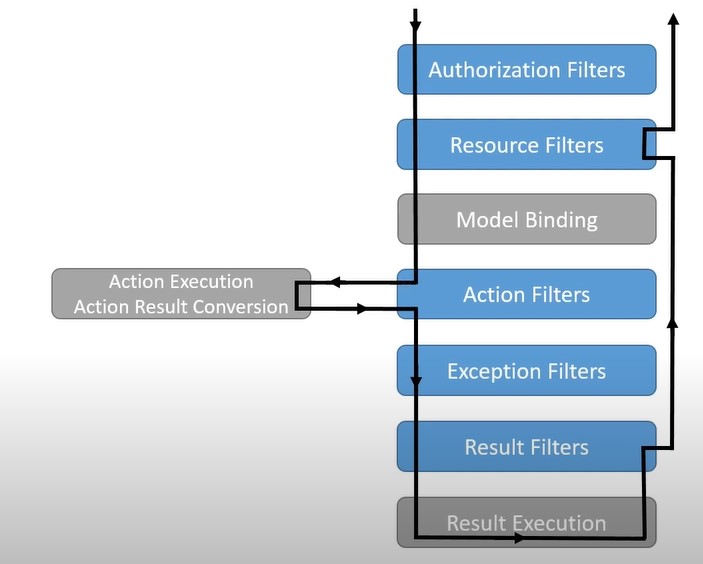 Authorization Filters
Resource Filters
Model Binding
Action Execution
Action Result Conversion
Action Filters
Exception Filters
Result Filters
Result Execution